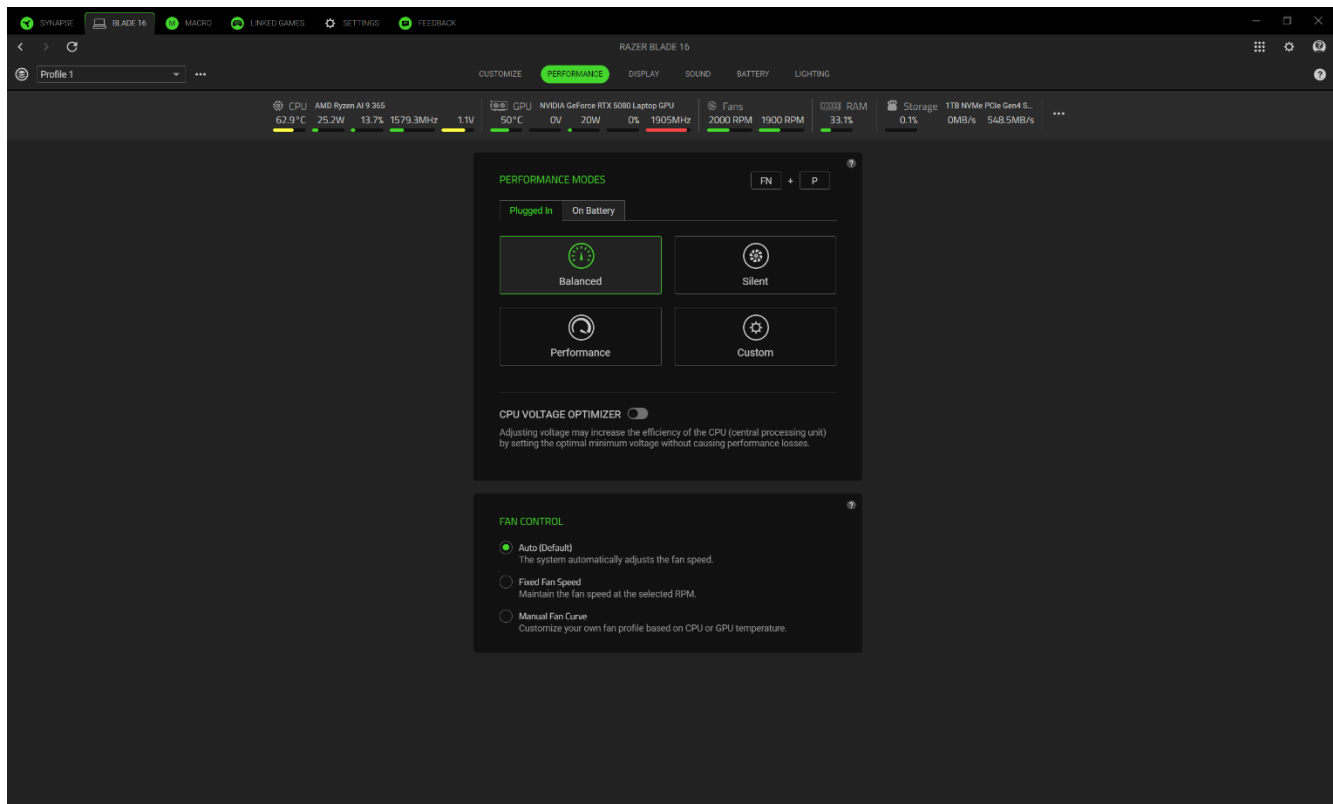 SYNAPSE BLADE 16 MACRO LINKED GAMES SETTINGS FEEDBACK
RAZER BLADE 16
Profile 1 CUSTOMIZE PERFORMANCE DISPLAY SOUND BATTERY LIGHTING
CPU AMD Ryzen AI 9 365 GPU NVIDIA GeForce RTX 5080 Laptop GPU Fans RAM Storage 1TB NVMe PCIe Gen4 S...
62.9°C 25.2W 13.7% 1579.3MHz 1.1V 50°C 0V 20W 0% 1905MHz 2000 RPM 1900 RPM 33.1% 0.1% 0MB/s 548.5MB/s
PERFORMANCE MODES FN + P
Plugged In On Battery
Balanced Silent
Performance Custom
CPU VOLTAGE OPTIMIZER
Adjusting voltage may increase the efficiency of the CPU (central processing unit)
by setting the optimal minimum voltage without causing performance losses.
FAN CONTROL
Auto (Default)
The system automatically adjusts the fan speed.
Fixed Fan Speed
Maintain the fan speed at the selected RPM.
Manual Fan Curve
Customize your own fan profile based on CPU or GPU temperature.